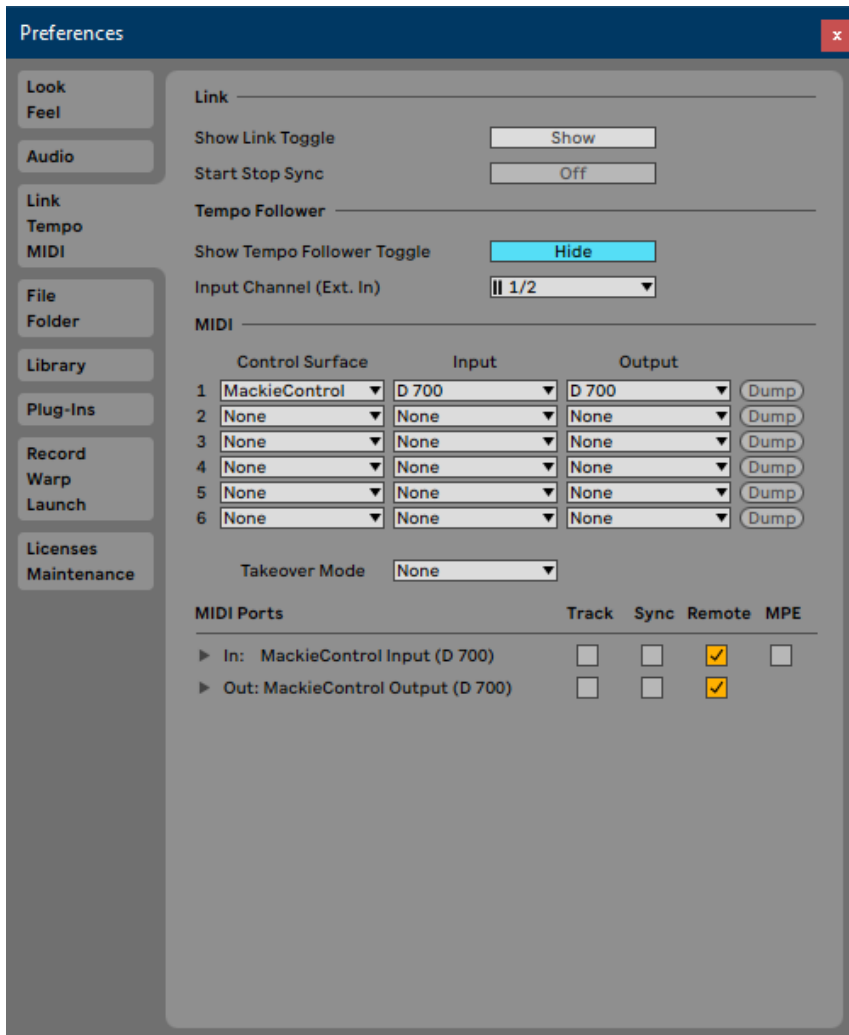 Preferences
x
Look
Feel
Audio
Link
Tempo
MIDI
File
Folder
Library
Plug-Ins
Record
Warp
Launch
Licenses
Maintenance
Link
Show Link Toggle Show
Start Stop Sync Off
Tempo Follower
Show Tempo Follower Toggle Hide
Input Channel (Ext. In) 1/2
MIDI
Control Surface Input Output
1 MackieControl D 700 D 700 Dump
2 None None None Dump
3 None None None Dump
4 None None None Dump
5 None None None Dump
6 None None None Dump
Takeover Mode None
MIDI Ports Track Sync Remote MPE
In: MackieControl Input (D 700)
Out: MackieControl Output (D 700)